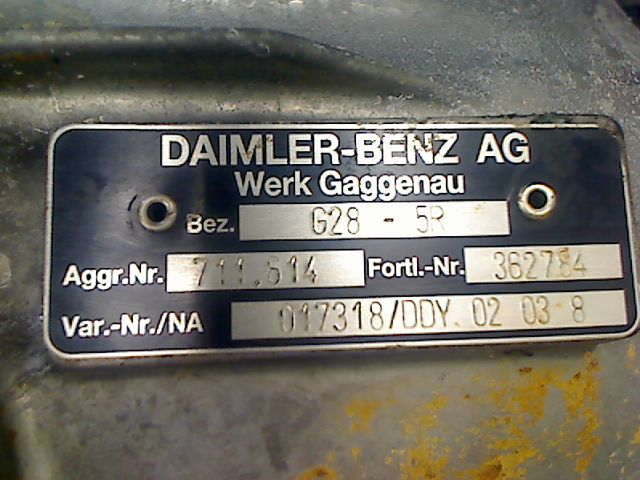 DAIMLER-BENZ AG
Werk Gaggenau
Bez. G28 - 5R
Aggr.Nr. 711.614 Fortl.-Nr. 362784
Var.-Nr./NA 017318/DDY. 02 03 8